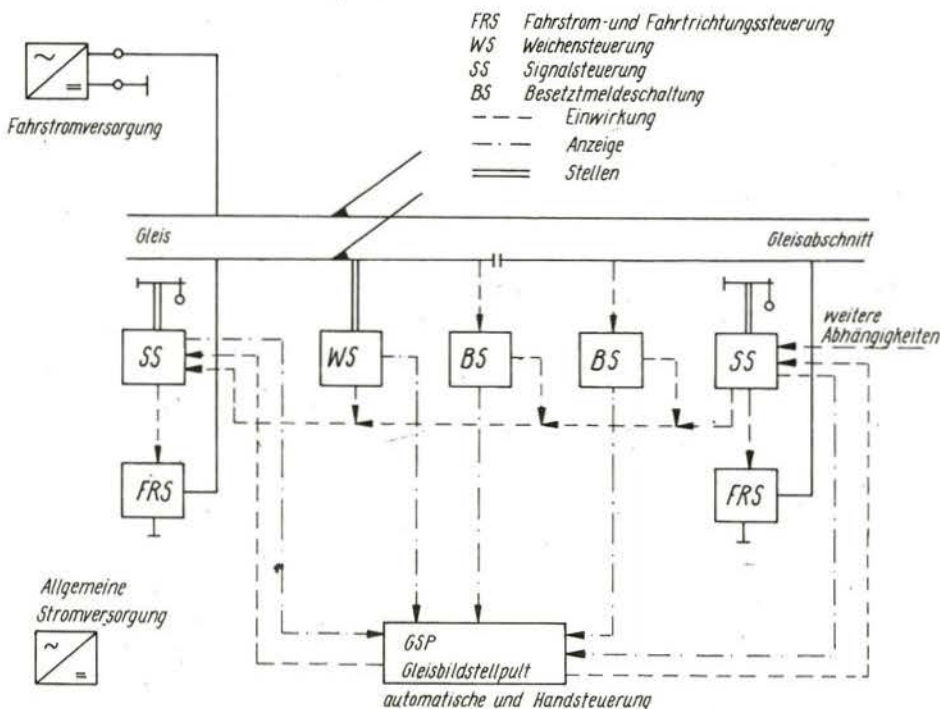 FRS Fahrstrom-und Fahrtrichtungssteuerung
WS Weichensteuerung
SS Signalsteuerung
BS Besetztmeldeschaltung
Einwirkung
Anzeige
Stellen
Fahrstromversorgung
Gleis
Gleisabschnitt
weitere
Abhängigkeiten
SS
WS
BS
BS
SS
FRS
FRS
Allgemeine
Stromversorgung
GSP
Gleisbildstellpult
automatische und Handsteuerung